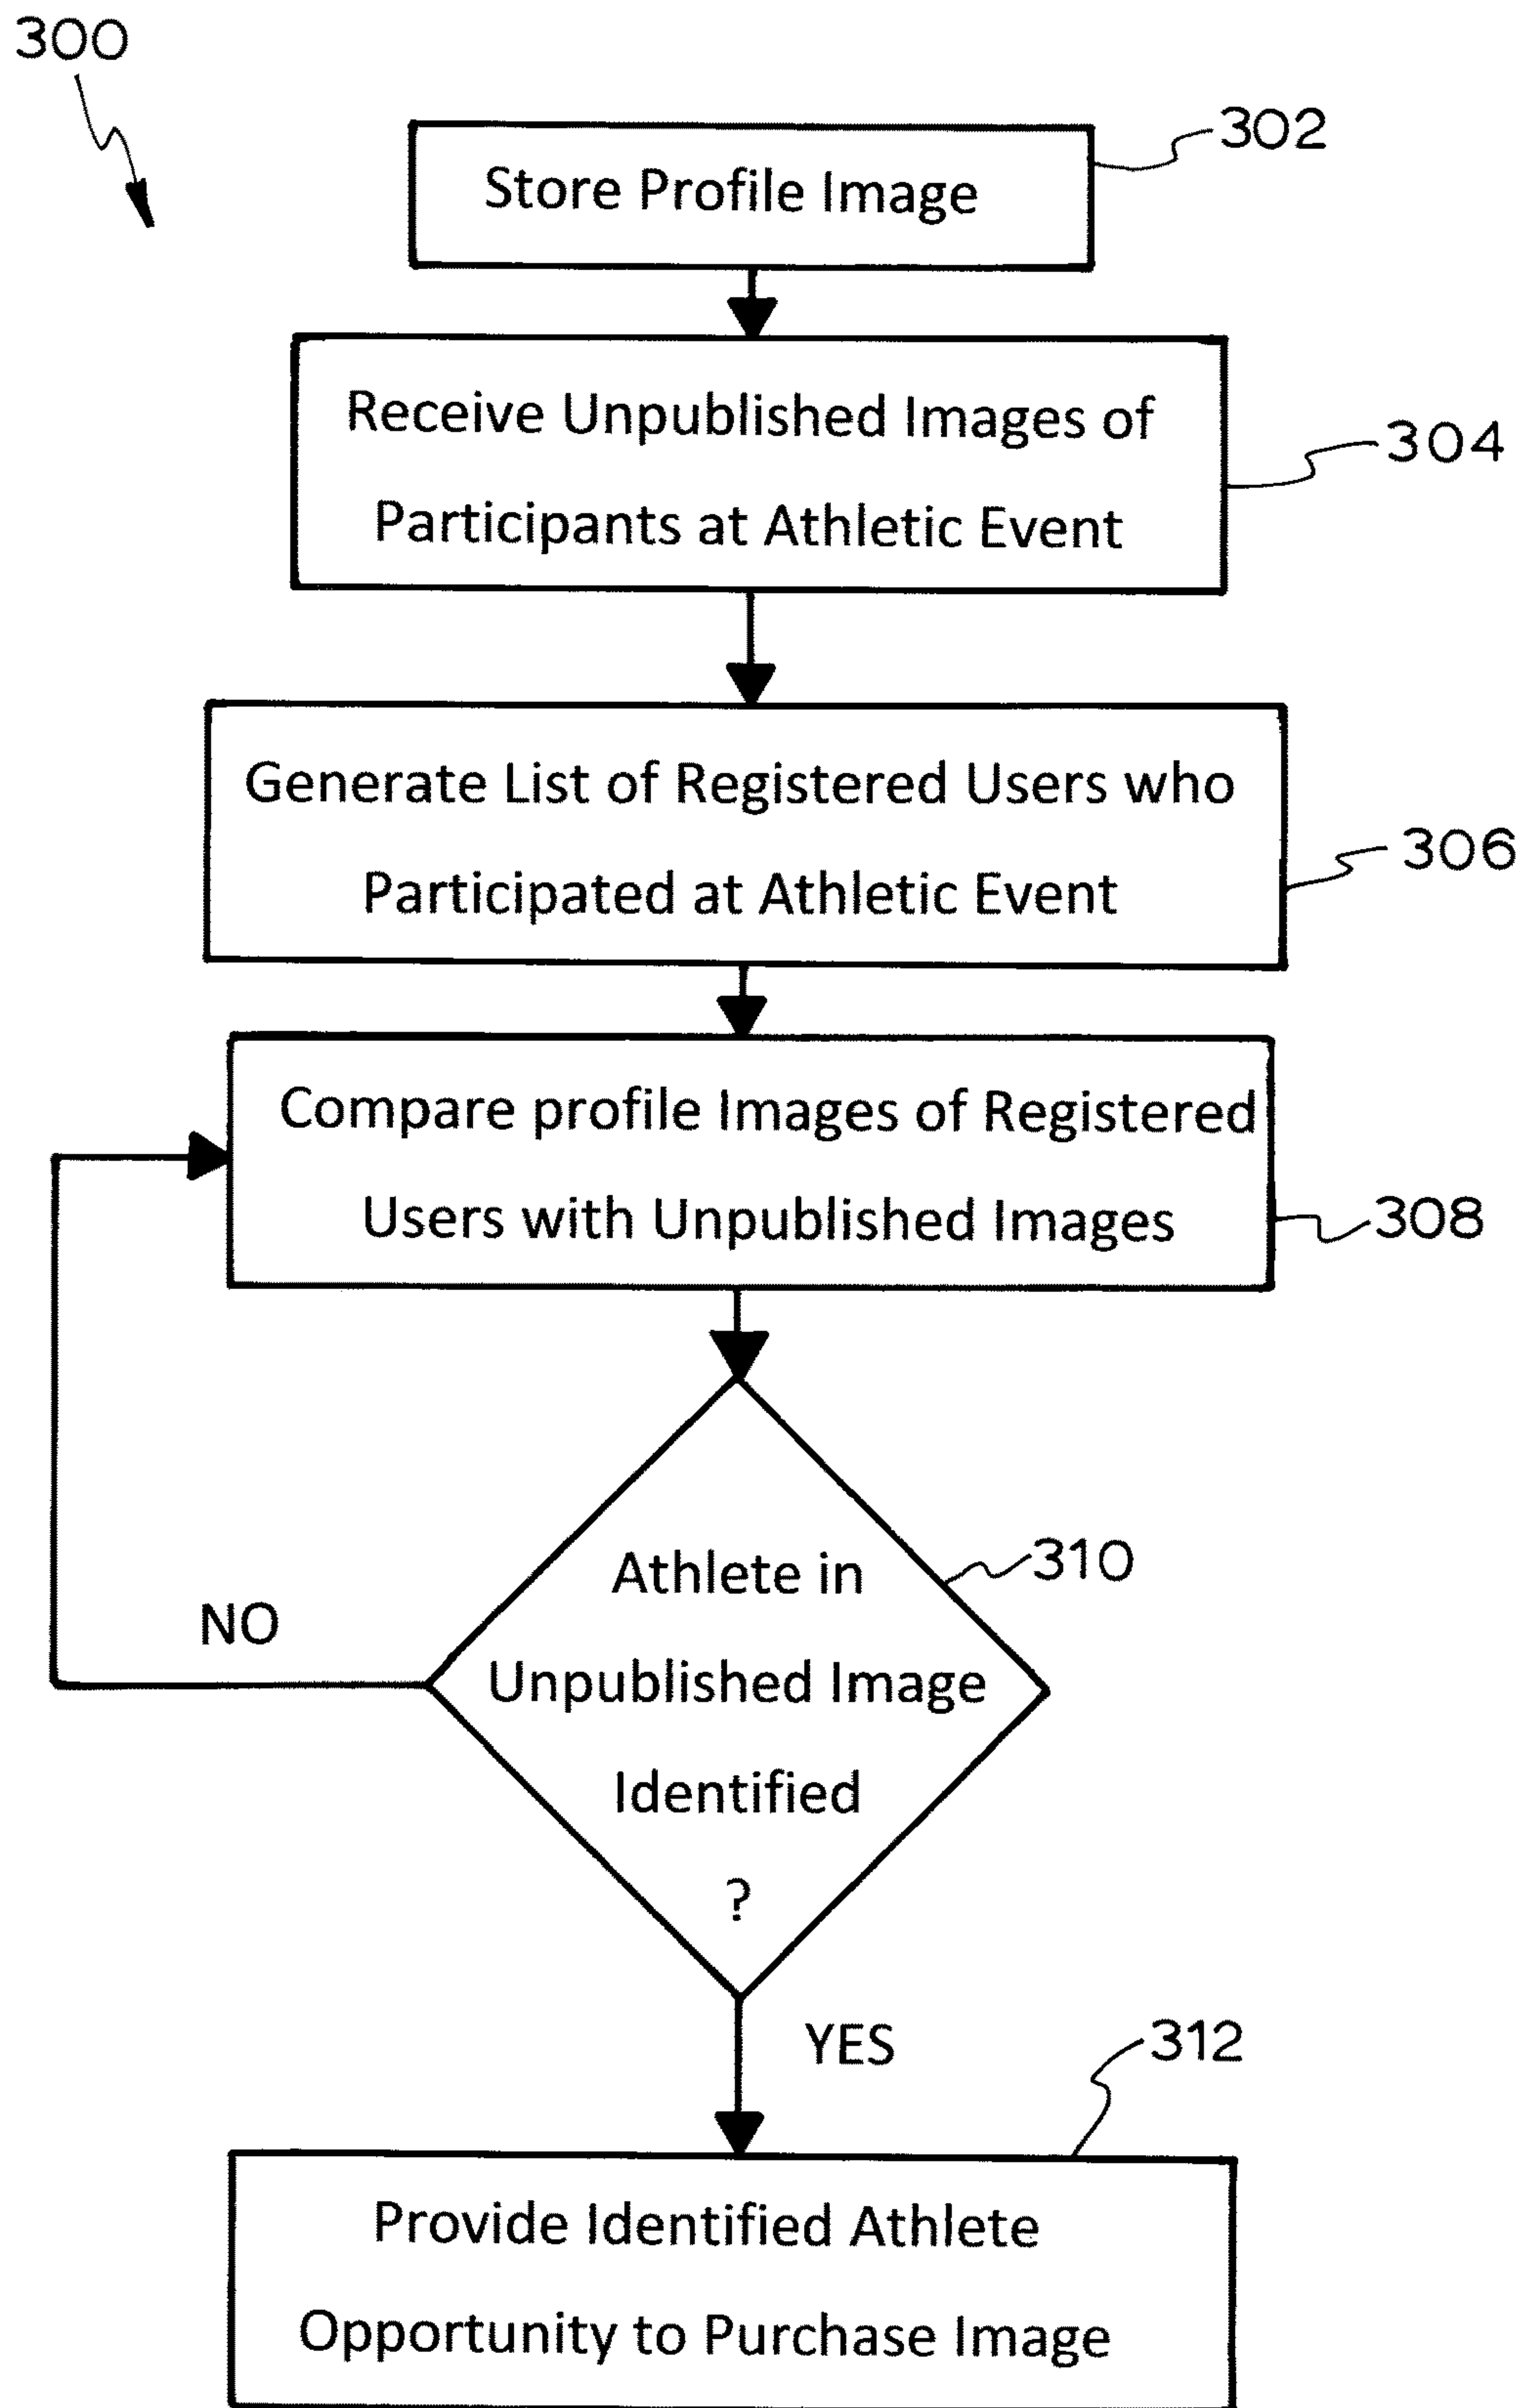 300
302
Store Profile Image
Receive Unpublished Images of
304
Participants at Athletic Event
Generate List of Registered Users who
306
Participated at Athletic Event
Compare profile Images of Registered
Users with Unpublished Images
308
310
Athlete in
NO
Unpublished Image
Identified
?
YES
312
Provide Identified Athlete
Opportunity to Purchase Image